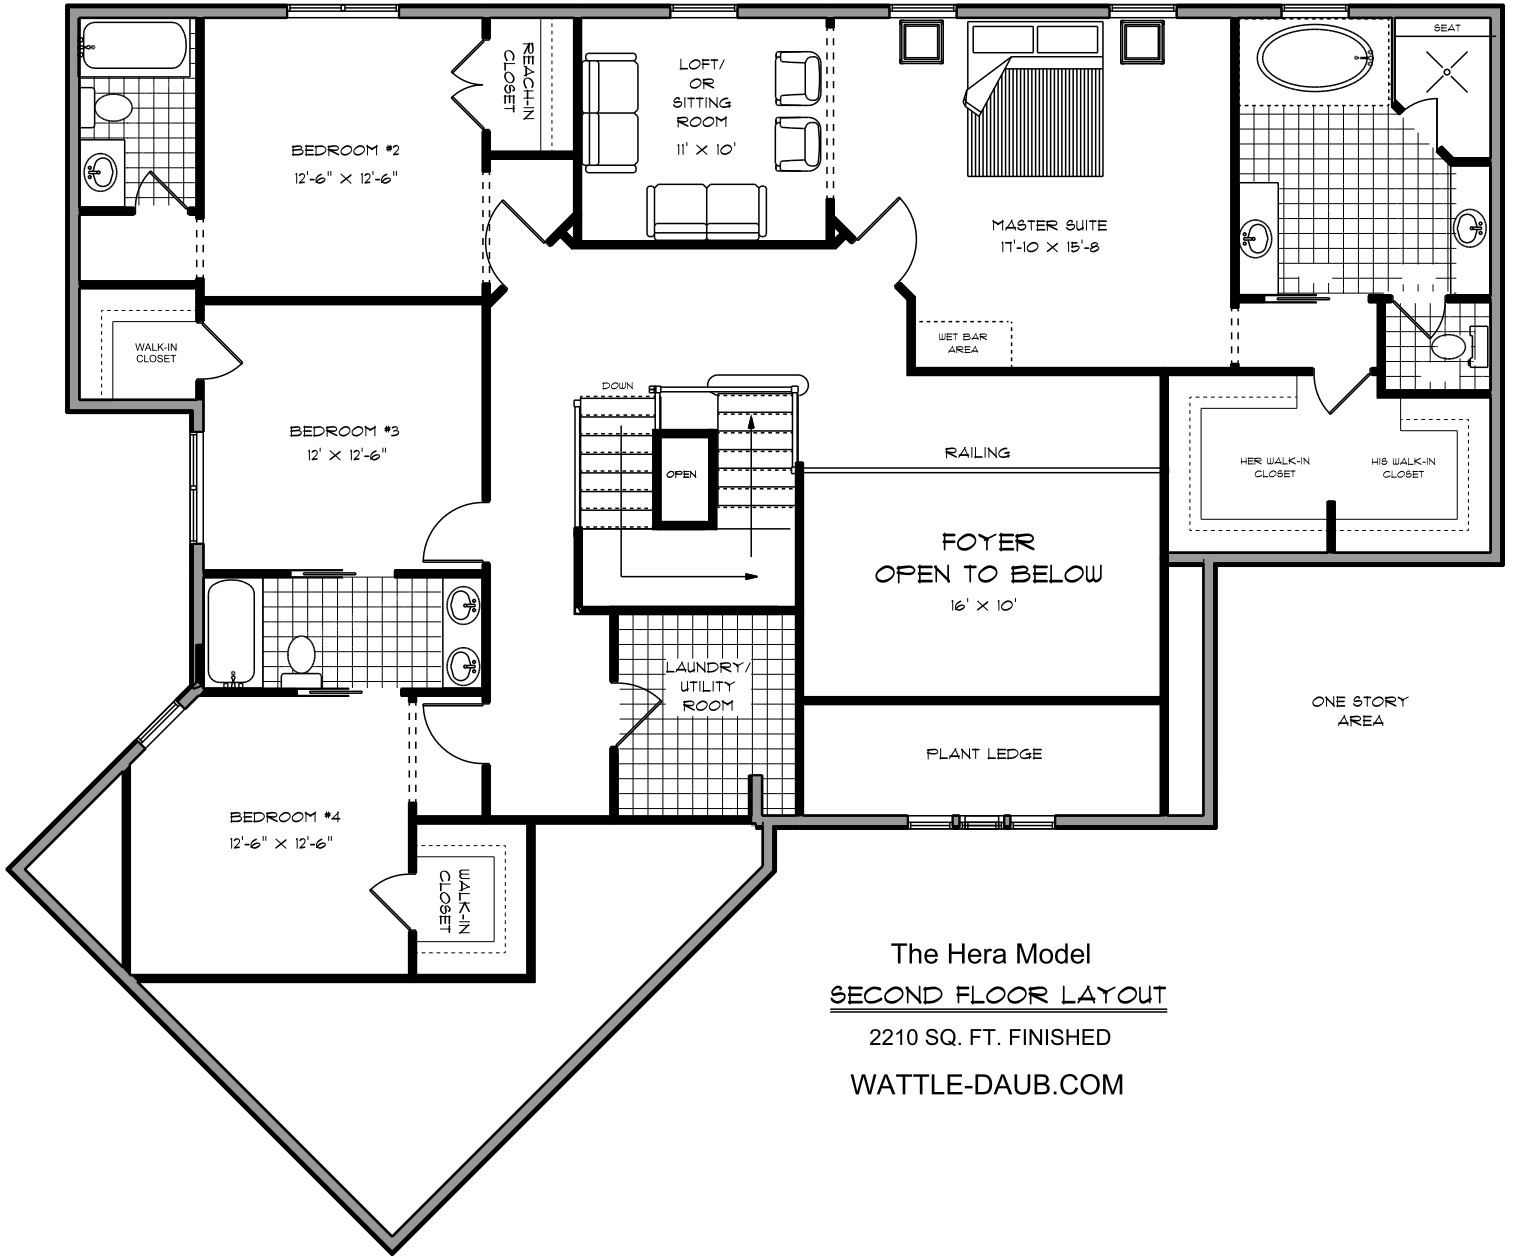 SEAT
REACH-IN
CLOSET
LOFT/
OR
SITTING
ROOM
11' X 10'
BEDROOM #2
12'-6" X 12'-6"
MASTER SUITE
17'-10 X 15'-8
WALK-IN
CLOSET
WET BAR
AREA
DOWN
BEDROOM #3
12' X 12'-6"
RAILING
OPEN
HER WALK-IN
CLOSET
HIS WALK-IN
CLOSET
FOYER
OPEN TO BELOW
16' X 10'
LAUNDRY/
UTILITY
ROOM
ONE STORY
AREA
PLANT LEDGE
BEDROOM #4
12'-6" X 12'-6"
WALK-IN
CLOSET
The Hera Model
SECOND FLOOR LAYOUT
2210 SQ. FT. FINISHED
WATTLE-DAUB.COM